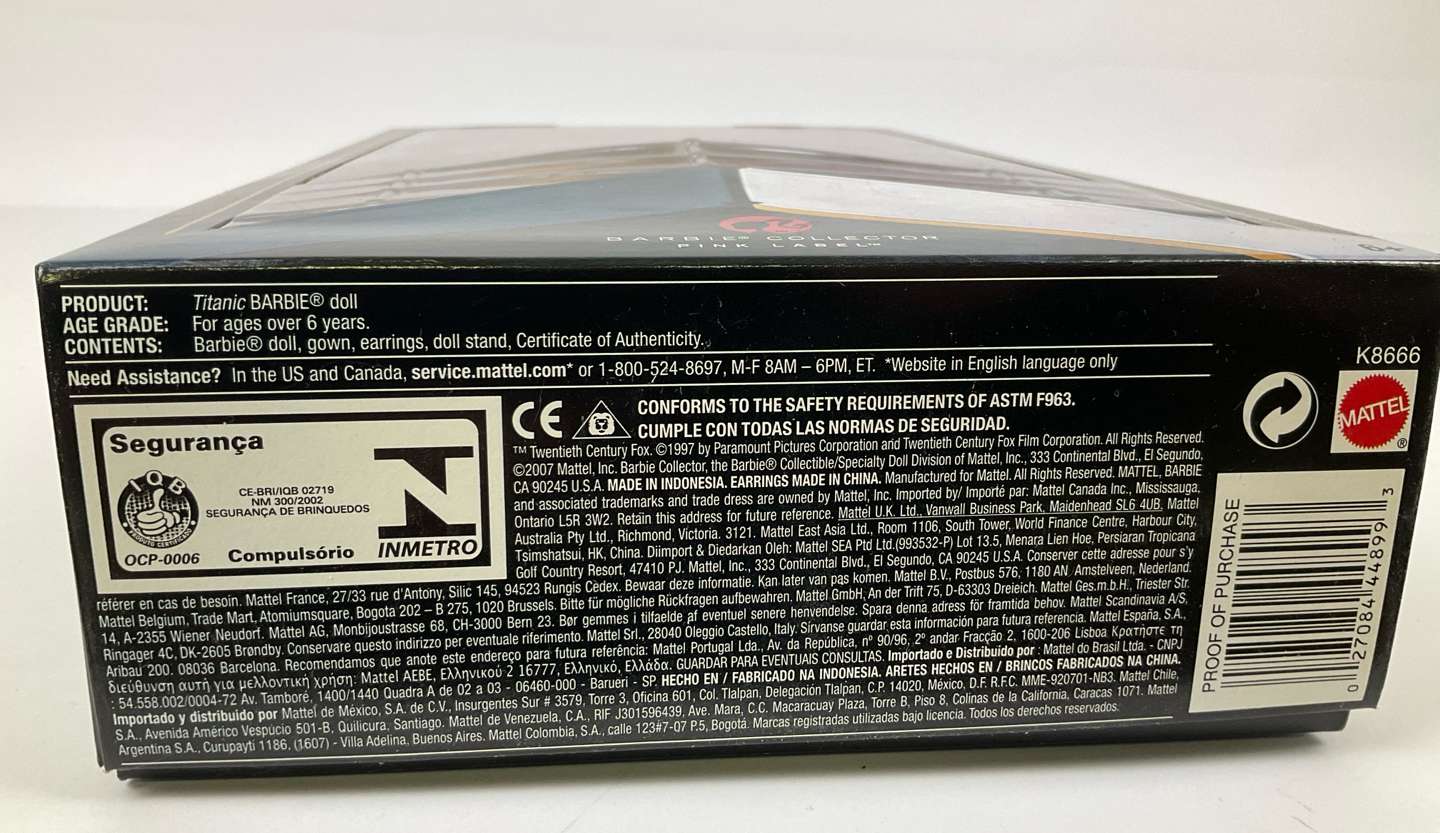 BARBIE® COLLECTOR
PINK LABEL™
6+
PRODUCT: Titanic BARBIE® doll
AGE GRADE: For ages over 6 years.
CONTENTS: Barbie® doll, gown, earrings, doll stand, Certificate of Authenticity.
Need Assistance? In the US and Canada, service.mattel.com* or 1-800-524-8697, M-F 8AM – 6PM, ET. *Website in English language only
K8666
MATTEL®
Segurança
IQB
PRODUTO CERTIFICADO
OCP-0006
CE-BRI/IQB 02719
NM 300/2002
SEGURANÇA DE BRINQUEDOS
Compulsório
INMETRO
CE
CONFORMS TO THE SAFETY REQUIREMENTS OF ASTM F963.
CUMPLE CON TODAS LAS NORMAS DE SEGURIDAD.
™ Twentieth Century Fox. ©1997 by Paramount Pictures Corporation and Twentieth Century Fox Film Corporation. All Rights Reserved.
©2007 Mattel, Inc. Barbie Collector, the Barbie® Collectible/Specialty Doll Division of Mattel, Inc., 333 Continental Blvd., El Segundo,
CA 90245 U.S.A. MADE IN INDONESIA. EARRINGS MADE IN CHINA. Manufactured for Mattel. All Rights Reserved. MATTEL, BARBIE
and associated trademarks and trade dress are owned by Mattel, Inc. Imported by/ Importé par: Mattel Canada Inc., Mississauga,
Ontario L5R 3W2. Retain this address for future reference. Mattel U.K. Ltd., Vanwall Business Park, Maidenhead SL6 4UB. Mattel
Australia Pty Ltd., Richmond, Victoria. 3121. Mattel East Asia Ltd., Room 1106, South Tower, World Finance Centre, Harbour City,
Tsimshatsui, HK, China. Diimport & Diedarkan Oleh: Mattel SEA Ptd Ltd.(993532-P) Lot 13.5, Menara Lien Hoe, Persiaran Tropicana
Golf Country Resort, 47410 PJ. Mattel, Inc., 333 Continental Blvd., El Segundo, CA 90245 U.S.A. Conserver cette adresse pour s'y
référer en cas de besoin. Mattel France, 27/33 rue d'Antony, Silic 145, 94523 Rungis Cedex. Bewaar deze informatie. Kan later van pas komen. Mattel B.V., Postbus 576, 1180 AN Amstelveen, Nederland.
Mattel Belgium, Trade Mart, Atomiumsquare, Bogota 202 – B 275, 1020 Brussels. Bitte für mögliche Rückfragen aufbewahren. Mattel GmbH, An der Trift 75, D-63303 Dreieich. Mattel Ges.m.b.H., Triester Str.
14, A-2355 Wiener Neudorf. Mattel AG, Monbijoustrasse 68, CH-3000 Bern 23. Bør gemmes i tilfælde af eventuel senere henvendelse. Spara denna adress för framtida behov. Mattel Scandinavia A/S,
Ringager 4C, DK-2605 Brøndby. Conservare questo indirizzo per eventuale riferimento. Mattel Srl., 28040 Oleggio Castello, Italy. Sírvanse guardar esta información para futura referencia. Mattel España, S.A.,
Aribau 200. 08036 Barcelona. Recomendamos que anote este endereço para futura referência: Mattel Portugal Lda., Av. da República, nº 90/96, 2º andar Fracção 2, 1600-206 Lisboa. Κρατήστε τη
διεύθυνση αυτή για μελλοντική χρήση: Mattel AEBE, Ελληνικού 2 16777, Ελληνικό, Ελλάδα. GUARDAR PARA EVENTUAIS CONSULTAS. Importado e Distribuido por : Mattel do Brasil Ltda. - CNPJ
: 54.558.002/0004-72 Av. Tamboré, 1400/1440 Quadra A de 02 a 03 - 06460-000 - Barueri - SP. HECHO EN / FABRICADO NA INDONESIA. ARETES HECHOS EN / BRINCOS FABRICADOS NA CHINA.
Importado y distribuido por Mattel de México, S.A. de C.V., Insurgentes Sur # 3579, Torre 3, Oficina 601, Col. Tlalpan, Delegación Tlalpan, C.P. 14020, México, D.F. R.F.C. MME-920701-NB3. Mattel Chile,
S.A., Avenida Américo Vespucio 501-B, Quilicura, Santiago. Mattel de Venezuela, C.A., RIF J301596439, Ave. Mara, C.C. Macaracuay Plaza, Torre B, Piso 8, Colinas de la California, Caracas 1071. Mattel
Argentina S.A., Curupaytí 1186, (1607) - Villa Adelina, Buenos Aires. Mattel Colombia, S.A., calle 123#7-07 P.5, Bogotá. Marcas registradas utilizadas bajo licencia. Todos los derechos reservados.
PROOF OF PURCHASE
0 27084 44899 3